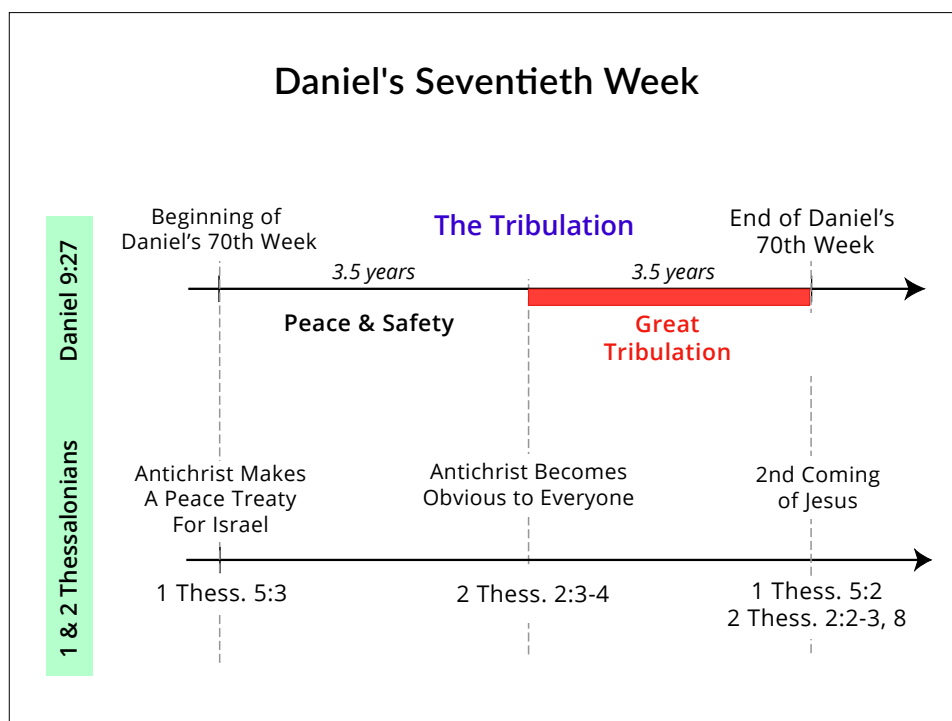 Daniel's Seventieth Week
Daniel 9:27
Beginning of
Daniel’s 70th Week
The Tribulation
End of Daniel’s
70th Week
3.5 years
3.5 years
Peace & Safety
Great
Tribulation
1 & 2 Thessalonians
Antichrist Makes
A Peace Treaty
For Israel
Antichrist Becomes
Obvious to Everyone
2nd Coming
of Jesus
1 Thess. 5:3
2 Thess. 2:3-4
1 Thess. 5:2
2 Thess. 2:2-3, 8